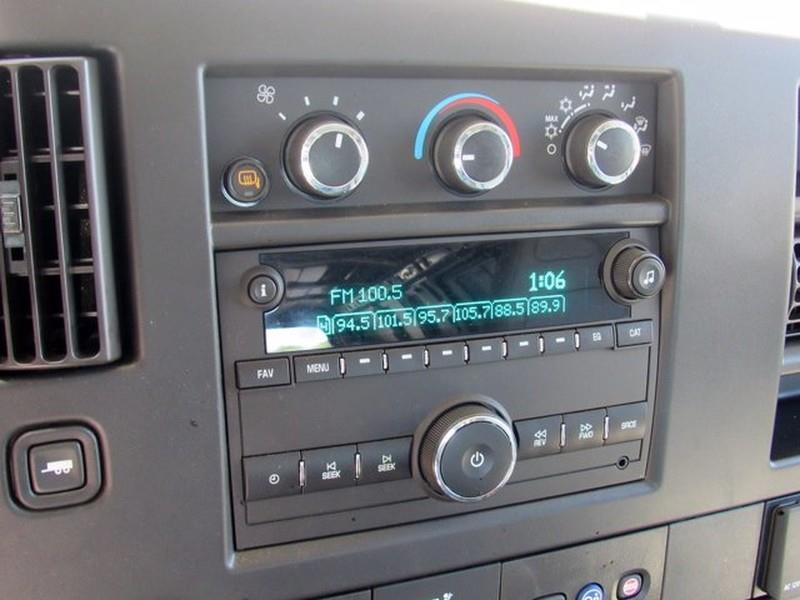 MAX
FM 100.5 1:06
4 94.5 101.5 95.7 105.7 88.5 89.9
i
FAV MENU EQ CAT
SEEK SEEK REV FWD SRCE